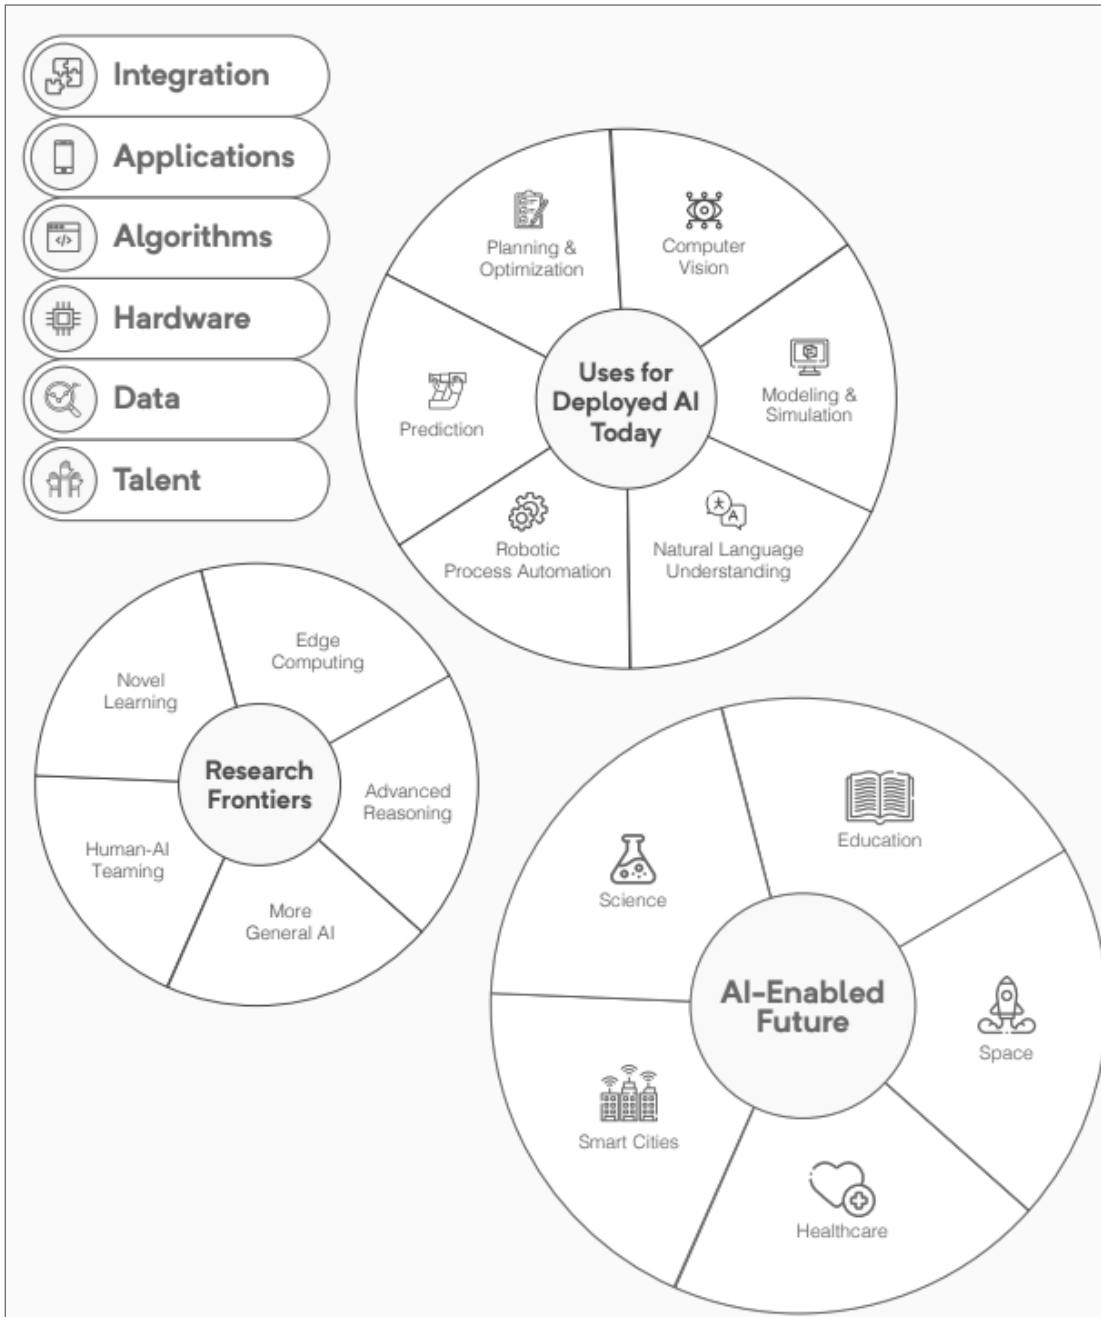 Integration
Applications
Algorithms
Hardware
Data
Talent
Planning &
Optimization
Computer
Vision
Modeling &
Simulation
Natural Language
Understanding
Robotic
Process Automation
Prediction
Uses for
Deployed AI
Today
Edge
Computing
Advanced
Reasoning
More
General AI
Human-AI
Teaming
Novel
Learning
Research
Frontiers
Education
Space
Healthcare
Smart Cities
Science
AI-Enabled
Future